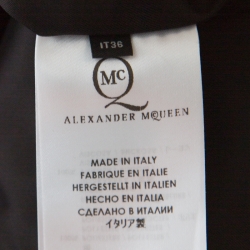 IT36
McQ
ALEXANDER McQUEEN
MADE IN ITALY
FABRIQUE EN ITALIE
HERGESTELLT IN ITALIEN
HECHO EN ITALIA
СДЕЛАНО В ИТАЛИИ
イタリア製